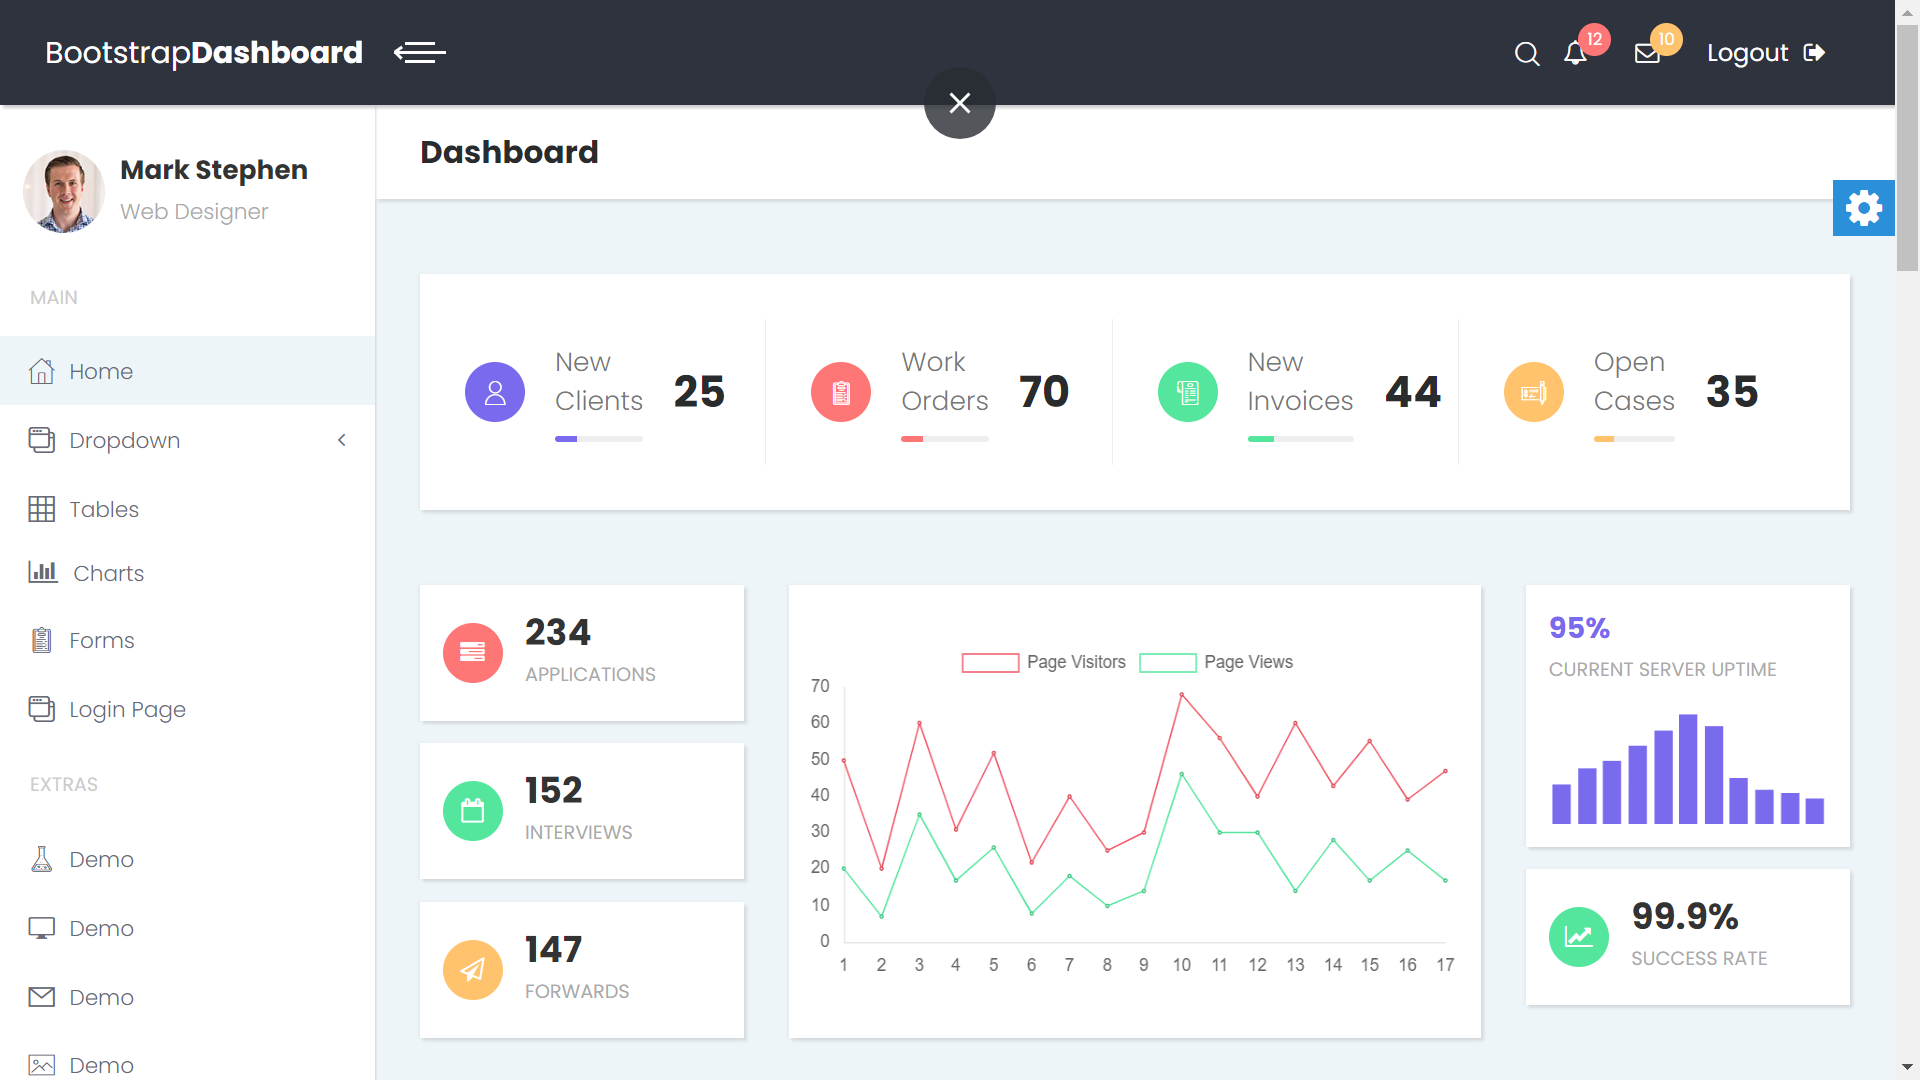 BootstrapDashboard
12
10
Logout
Dashboard
Mark Stephen
Web Designer
MAIN
Home
Dropdown
Tables
Charts
Forms
Login Page
EXTRAS
Demo
Demo
Demo
Demo
New
Clients
25
Work
Orders
70
New
Invoices
44
Open
Cases
35
234
APPLICATIONS
152
INTERVIEWS
147
FORWARDS
Page Visitors
Page Views
70
60
50
40
30
20
10
0
1 2 3 4 5 6 7 8 9 10 11 12 13 14 15 16 17
95%
CURRENT SERVER UPTIME
99.9%
SUCCESS RATE